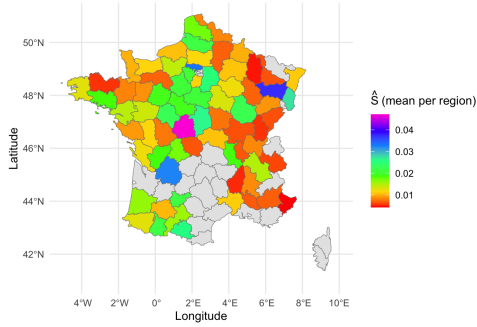 50°N
48°N
46°N
44°N
42°N
Latitude
4°W 2°W 0° 2°E 4°E 6°E 8°E 10°E
Longitude
Ŝ (mean per region)
0.04
0.03
0.02
0.01